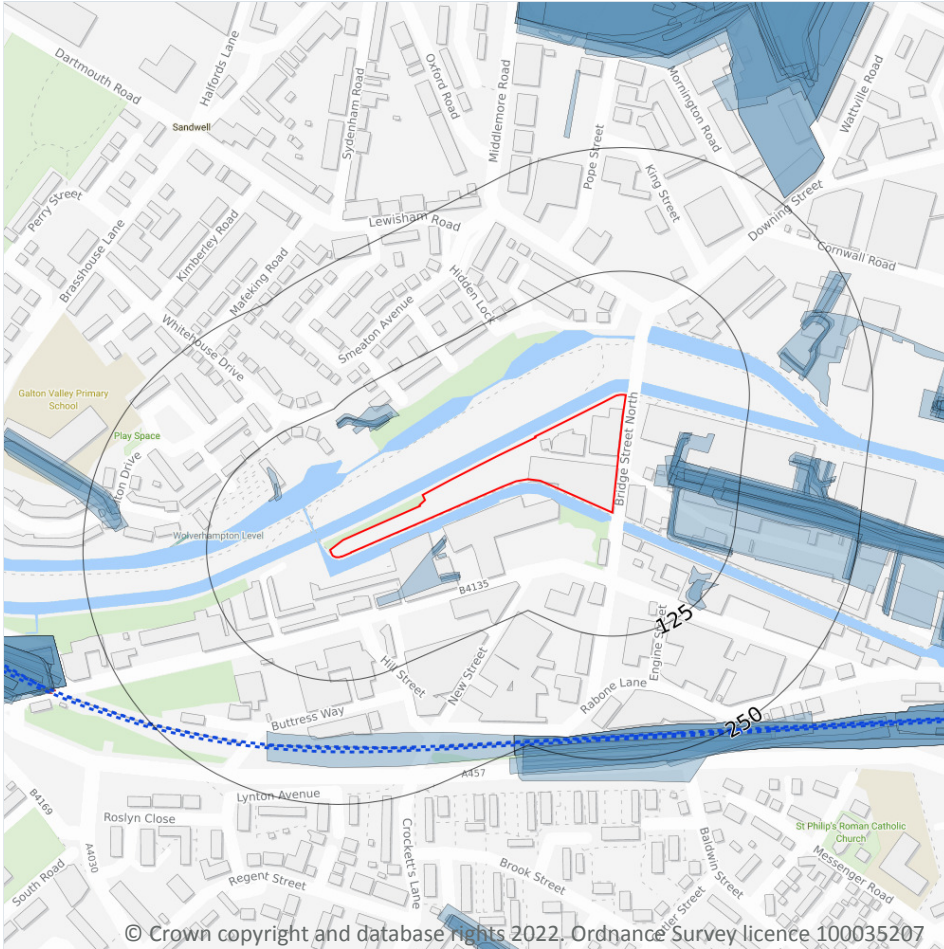 Dartmouth Road
Halfords Lane
Sydenham Road
Oxford Road
Middlemore Road
Mornington Road
Wattville Road
Sandwell
Pope Street
King Street
Perry Street
Brasshouse Lane
Kimberley Road
Lewisham Road
Downing Street
Cornwall Road
Mafeking Road
Hidden Lock
Smeaton Avenue
Whitehouse Drive
Galton Valley Primary
School
Play Space
Bridge Street North
ton Drive
Wolverhampton Level
B4135
125
Engine Street
Hill Street
New Street
Rabone Lane
Buttress Way
250
A457
Lynton Avenue
B4169
Roslyn Close
A4030
Crockett's Lane
St Philip's Roman Catholic
Church
Baldwin Street
Messenger Road
South Road
Regent Street
Brook Street
ter Street
© Crown copyright and database rights 2022. Ordnance Survey licence 100035207